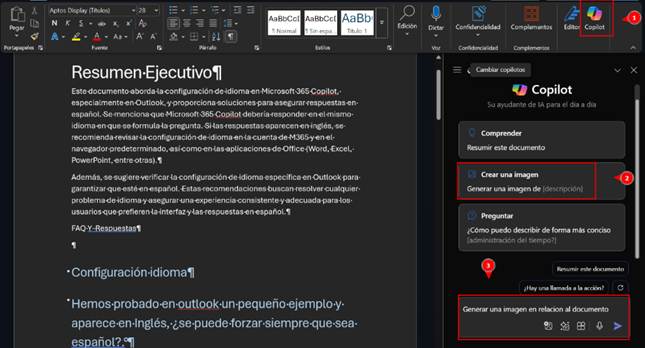 Aptos Display (Títulos)
28
Pegar
N K S
AaBbCcl
AaBbCcI
AaBbC
1 Normal
1 Sin espa...
Título 1
Edición
Dictar
Confidencialidad
Complementos
Editor
Copilot
1
Portapapeles
Fuente
Párrafo
Estilos
Voz
Confidencialidad
Complementos
Resumen·Ejecutivo¶
Este·documento·aborda·la·configuración·de·idioma·en·Microsoft·365·Copilot,·
especialmente·en·Outlook,·y·proporciona·soluciones·para·asegurar·respuestas·en·
español.·Se·menciona·que·Microsoft·365·Copilot·debería·responder·en·el·mismo·
idioma·en·que·se·formula·la·pregunta.·Si·las·respuestas·aparecen·en·inglés,·se·
recomienda·revisar·la·configuración·de·idioma·en·la·cuenta·de·M365·y·en·el·
navegador·predeterminado,·así·como·en·las·aplicaciones·de·Office·(Word,·Excel,·
PowerPoint,·entre·otras).¶
Además,·se·sugiere·verificar·la·configuración·de·idioma·específica·en·Outlook·para·
garantizar·que·esté·en·español.·Estas·recomendaciones·buscan·resolver·cualquier·
problema·de·idioma·y·asegurar·una·experiencia·consistente·y·adecuada·para·los·
usuarios·que·prefieren·la·interfaz·y·las·respuestas·en·español.¶
FAQ·Y·Respuestas¶
¶
Configuración·idioma¶
Hemos·probado·en·outlook·un·pequeño·ejemplo·y·
aparece·en·Inglés,·¿se·puede·forzar·siempre·que·sea·
español?.¶
Cambiar copilotos
Copilot
Su ayudante de IA para el día a día
Comprender
Resumir este documento
Crear una imagen
Generar una imagen de [descripción]
2
Preguntar
¿Cómo puedo describir de forma más conciso
[administración del tiempo?]
3
Resumir este documento
¿Hay una llamada a la acción?
Generar una imagen en relacion al documento